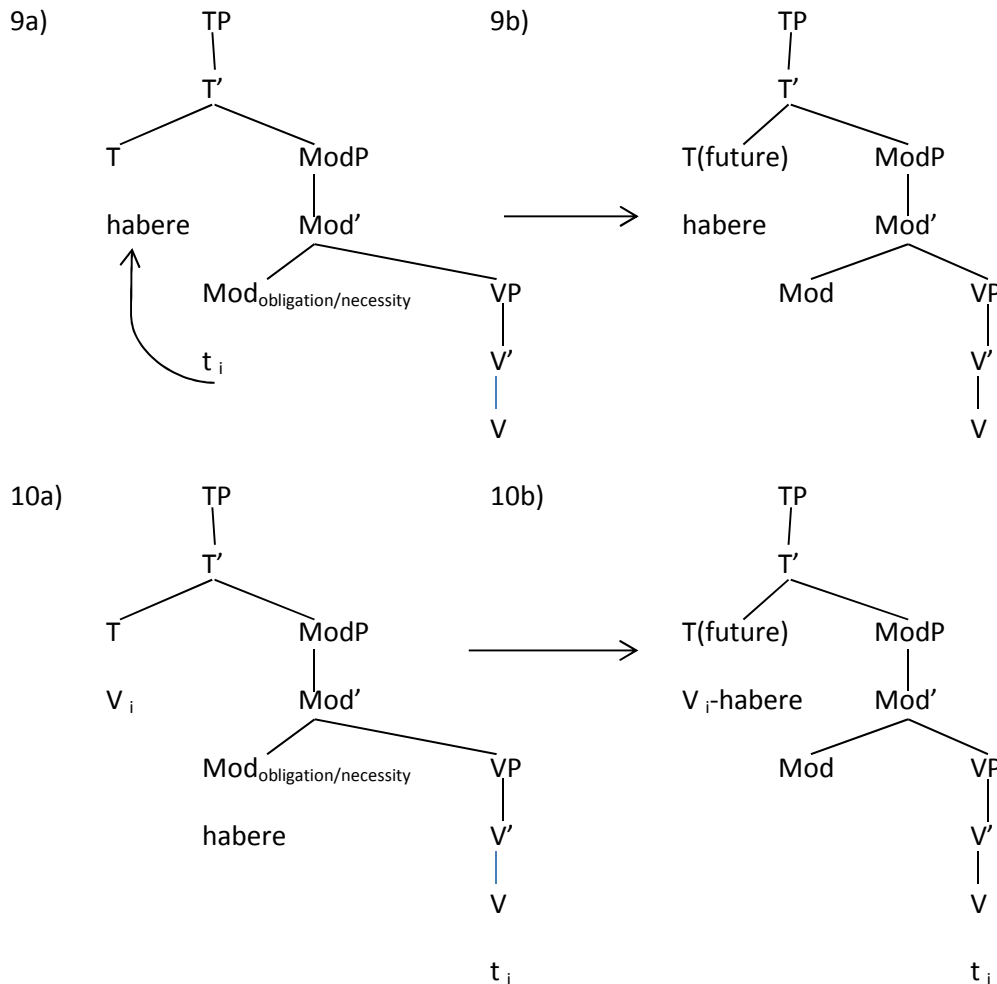 9a) TP 9b) TP
T’ T’
T ModP T(future) ModP
habere Mod’ habere Mod’
Mod obligation/necessity VP Mod VP
t i V’ V’
V V
10a) TP 10b) TP
T’ T’
T ModP T(future) ModP
V i Mod’ V i-habere Mod’
Mod obligation/necessity VP Mod VP
habere V’ V’
V V
t i t i